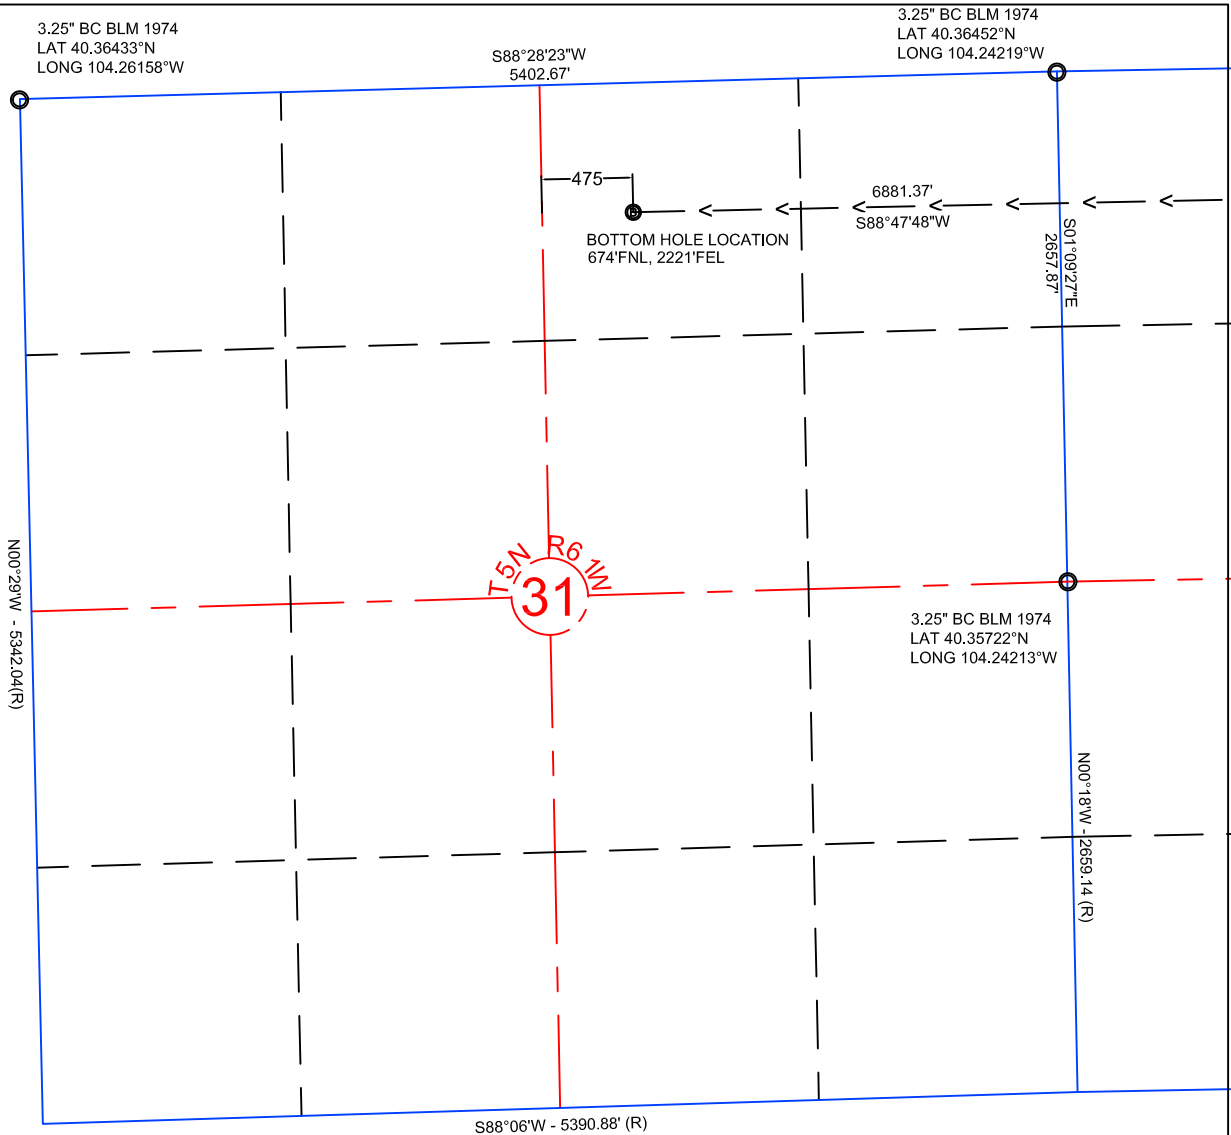 3.25" BC BLM 1974
LAT 40.36433°N
LONG 104.26158°W
S88°28'23"W
5402.67'
3.25" BC BLM 1974
LAT 40.36452°N
LONG 104.24219°W
475
6881.37'
S88°47'48"W
BOTTOM HOLE LOCATION
674'FNL, 2221'FEL
S01°09'27"E
2657.87'
T5N R61W
31
N00°29'W - 5342.04(R)
3.25" BC BLM 1974
LAT 40.35722°N
LONG 104.24213°W
N00°18'W - 2659.14 (R)
S88°06'W - 5390.88' (R)